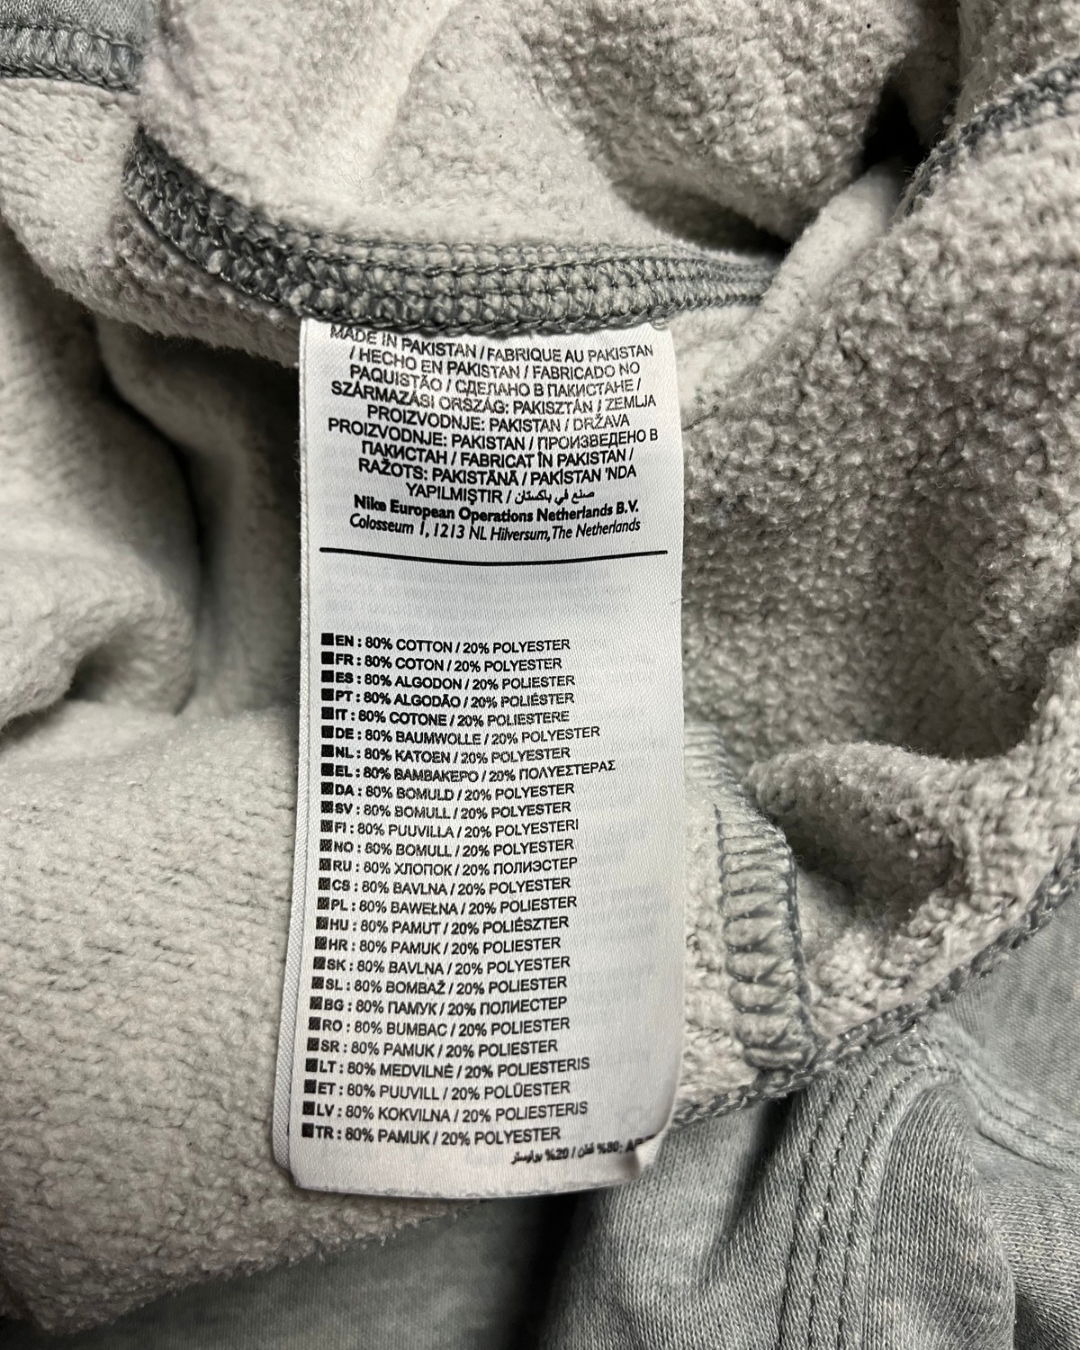 MADE IN PAKISTAN / FABRIQUE AU PAKISTAN
/ HECHO EN PAKISTAN / FABRICADO NO
PAQUISTÃO / СДЕЛАНО В ПАКИСТАНЕ /
SZÁRMAZÁSI ORSZÁG: PAKISZTÁN / ZEMLJA
PROIZVODNJE: PAKISTAN / DRŽAVA
PROIZVODNJE: PAKISTAN / ПРОИЗВЕДЕНО В
ПАКИСТАН / FABRICAT ÎN PAKISTAN /
RAŽOTS: PAKISTĀNĀ / PAKİSTAN 'NDA
YAPILMIŞTIR / صنع في باكستان
Nike European Operations Netherlands B.V.
Colosseum 1, 1213 NL Hilversum, The Netherlands
EN : 80% COTTON / 20% POLYESTER
FR : 80% COTON / 20% POLYESTER
ES : 80% ALGODON / 20% POLIESTER
PT : 80% ALGODÃO / 20% POLIÉSTER
IT : 80% COTONE / 20% POLIESTERE
DE : 80% BAUMWOLLE / 20% POLYESTER
NL : 80% KATOEN / 20% POLYESTER
EL : 80% ΒΑΜΒΑΚΕΡΟ / 20% ΠΟΛΥΕΣΤΕΡΑΣ
DA : 80% BOMULD / 20% POLYESTER
SV : 80% BOMULL / 20% POLYESTER
FI : 80% PUUVILLA / 20% POLYESTERI
NO : 80% BOMULL / 20% POLYESTER
RU : 80% ХЛОПОК / 20% ПОЛИЭСТЕР
CS : 80% BAVLNA / 20% POLYESTER
PL : 80% BAWEŁNA / 20% POLIESTER
HU : 80% PAMUT / 20% POLIÉSZTER
HR : 80% PAMUK / 20% POLIESTER
SK : 80% BAVLNA / 20% POLYESTER
SL : 80% BOMBAŽ / 20% POLIESTER
BG : 80% ПАМУК / 20% ПОЛИЕСТЕР
RO : 80% BUMBAC / 20% POLIESTER
SR : 80% PAMUK / 20% POLIESTER
LT : 80% MEDVILNĖ / 20% POLIESTERIS
ET : 80% PUUVILL / 20% POLÜESTER
LV : 80% KOKVILNA / 20% POLIESTERIS
TR : 80% PAMUK / 20% POLYESTER
%80: قطن / %20 بوليستر